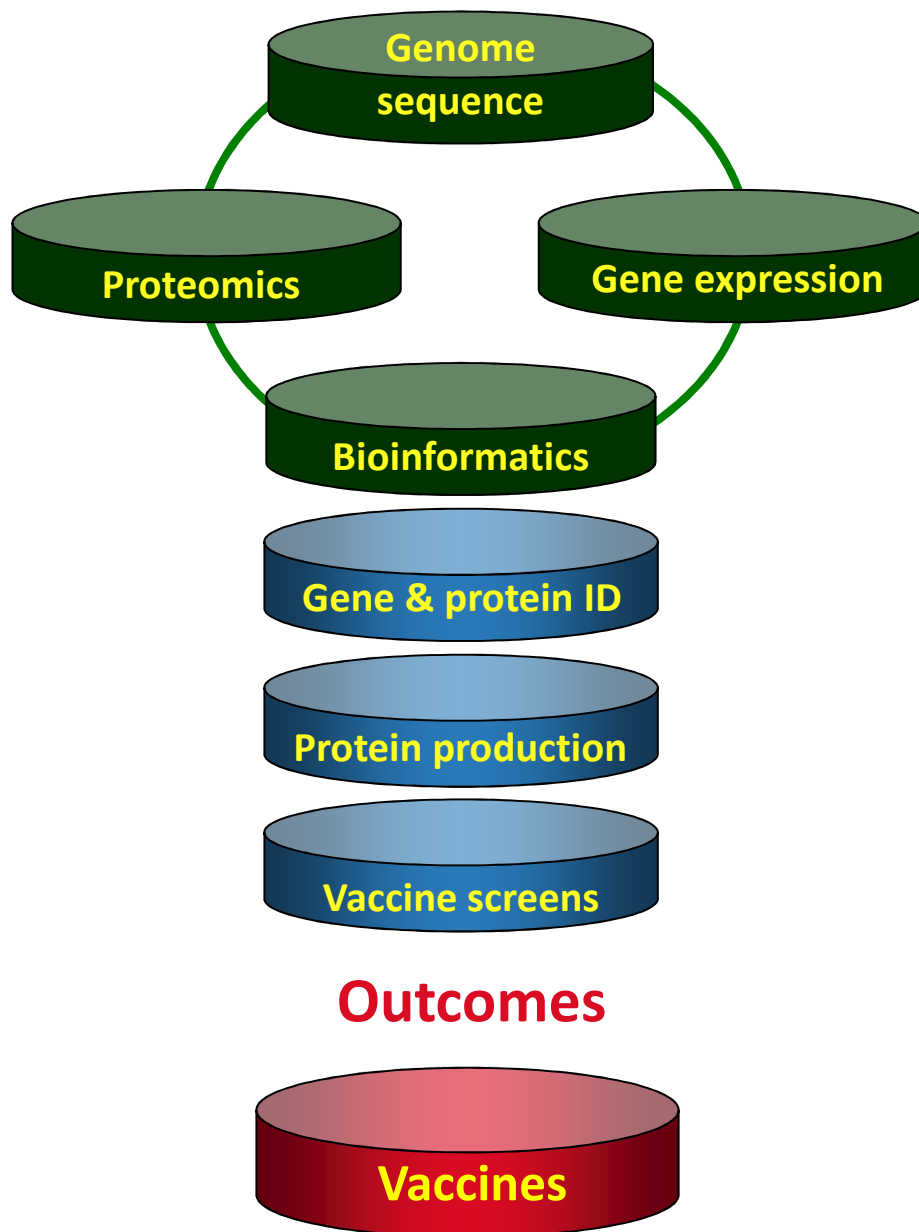 Genome
sequence
Proteomics
Gene expression
Bioinformatics
Gene & protein ID
Protein production
Vaccine screens
Outcomes
Vaccines